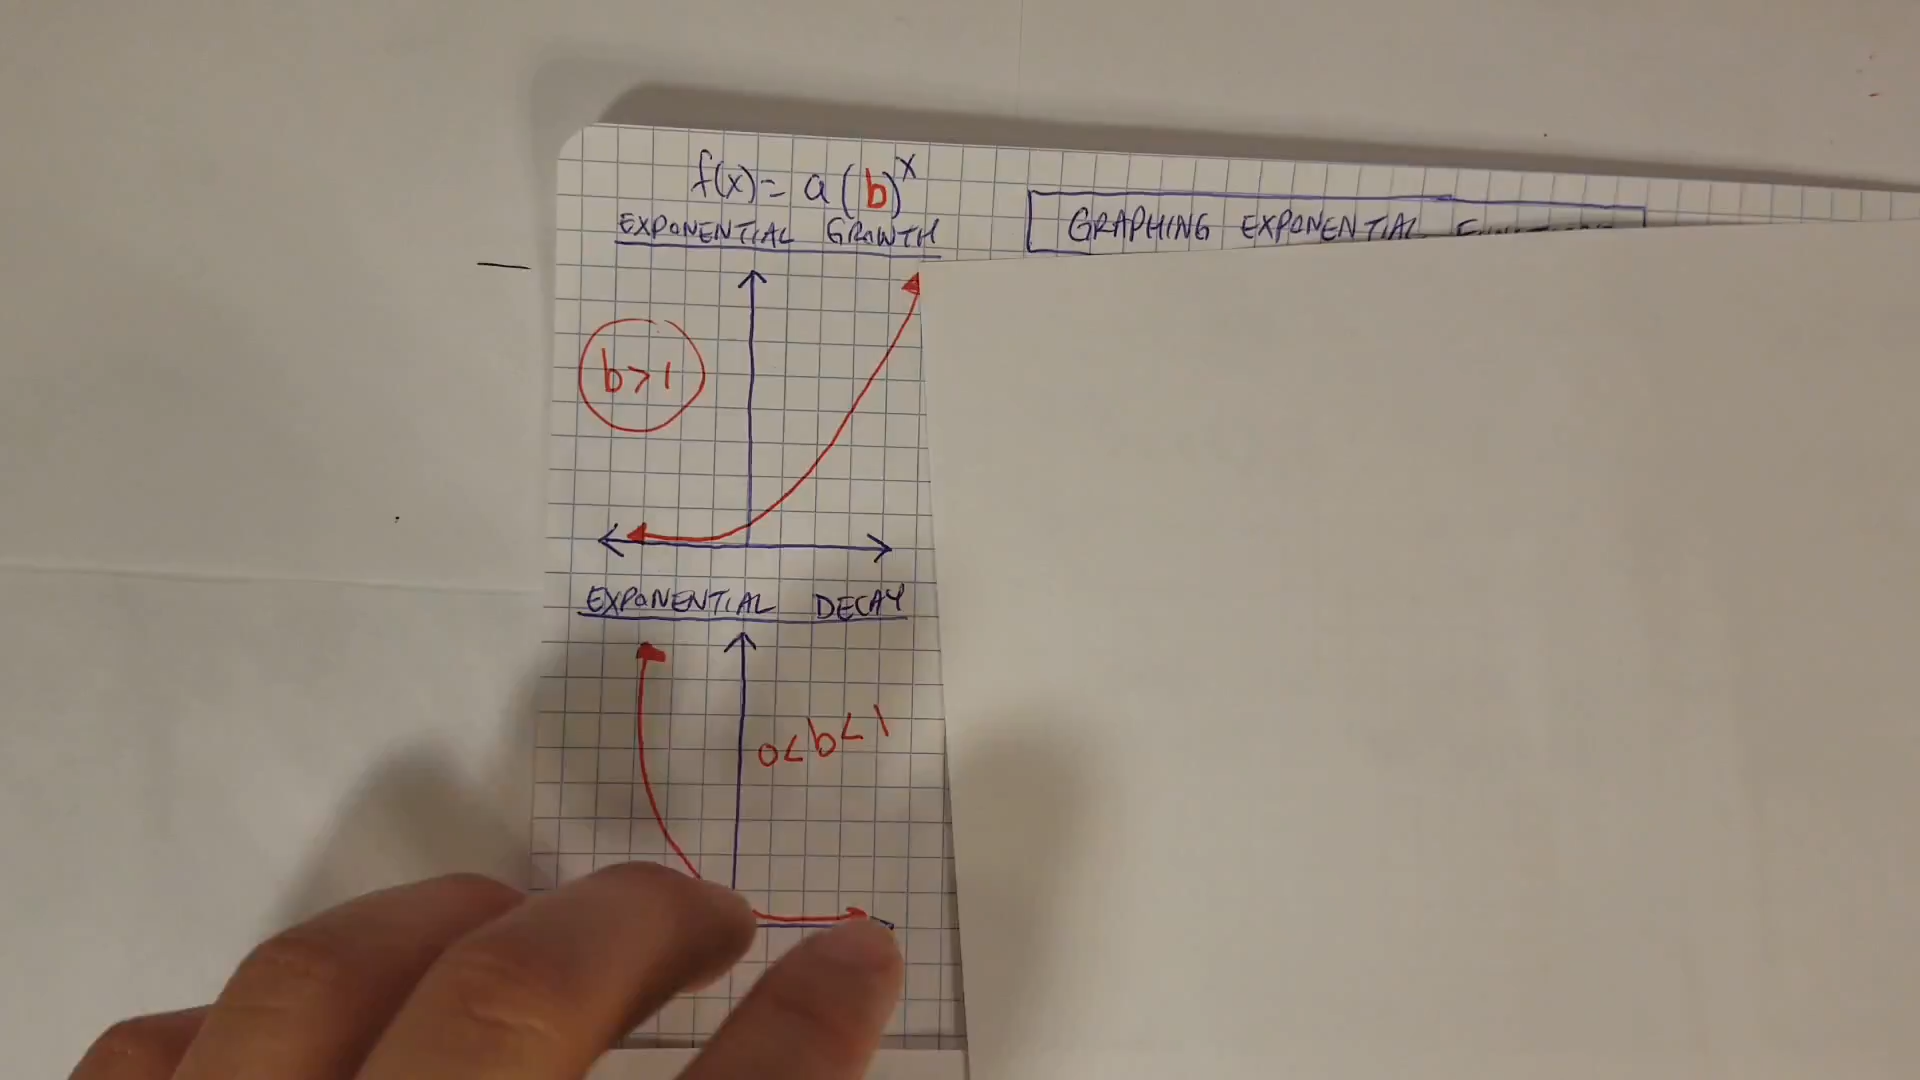 f(x) = a(b)^x
EXPONENTIAL GROWTH
b>1
EXPONENTIAL DECAY
0<b<1
GRAPHING EXPONENTIAL